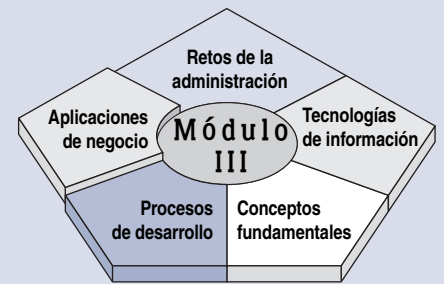 Retos de la
administración
Aplicaciones
de negocio
Módulo
III
Tecnologías
de información
Procesos
de desarrollo
Conceptos
fundamentales